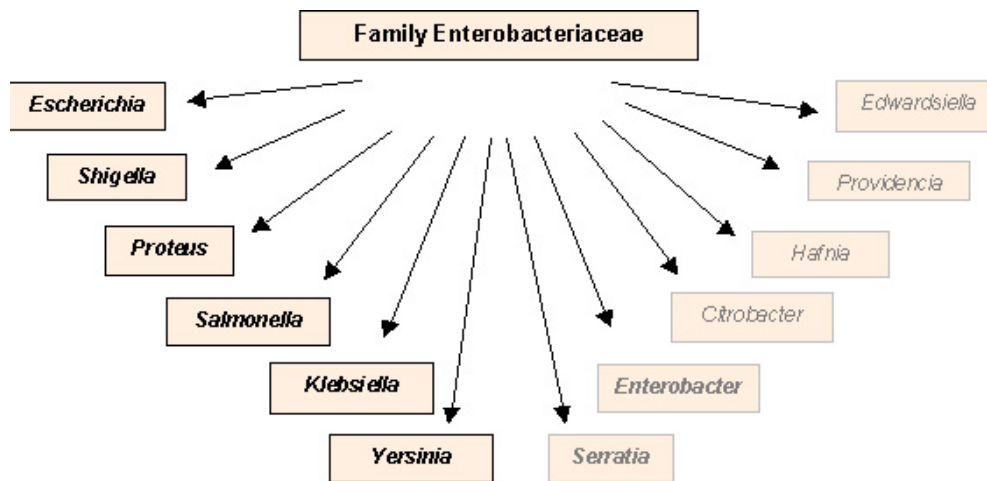 Family Enterobacteriaceae
Escherichia
Edwardsiella
Shigella
Providencia
Proteus
Hafnia
Salmonella
Citrobacter
Klebsiella
Enterobacter
Yersinia
Serratia